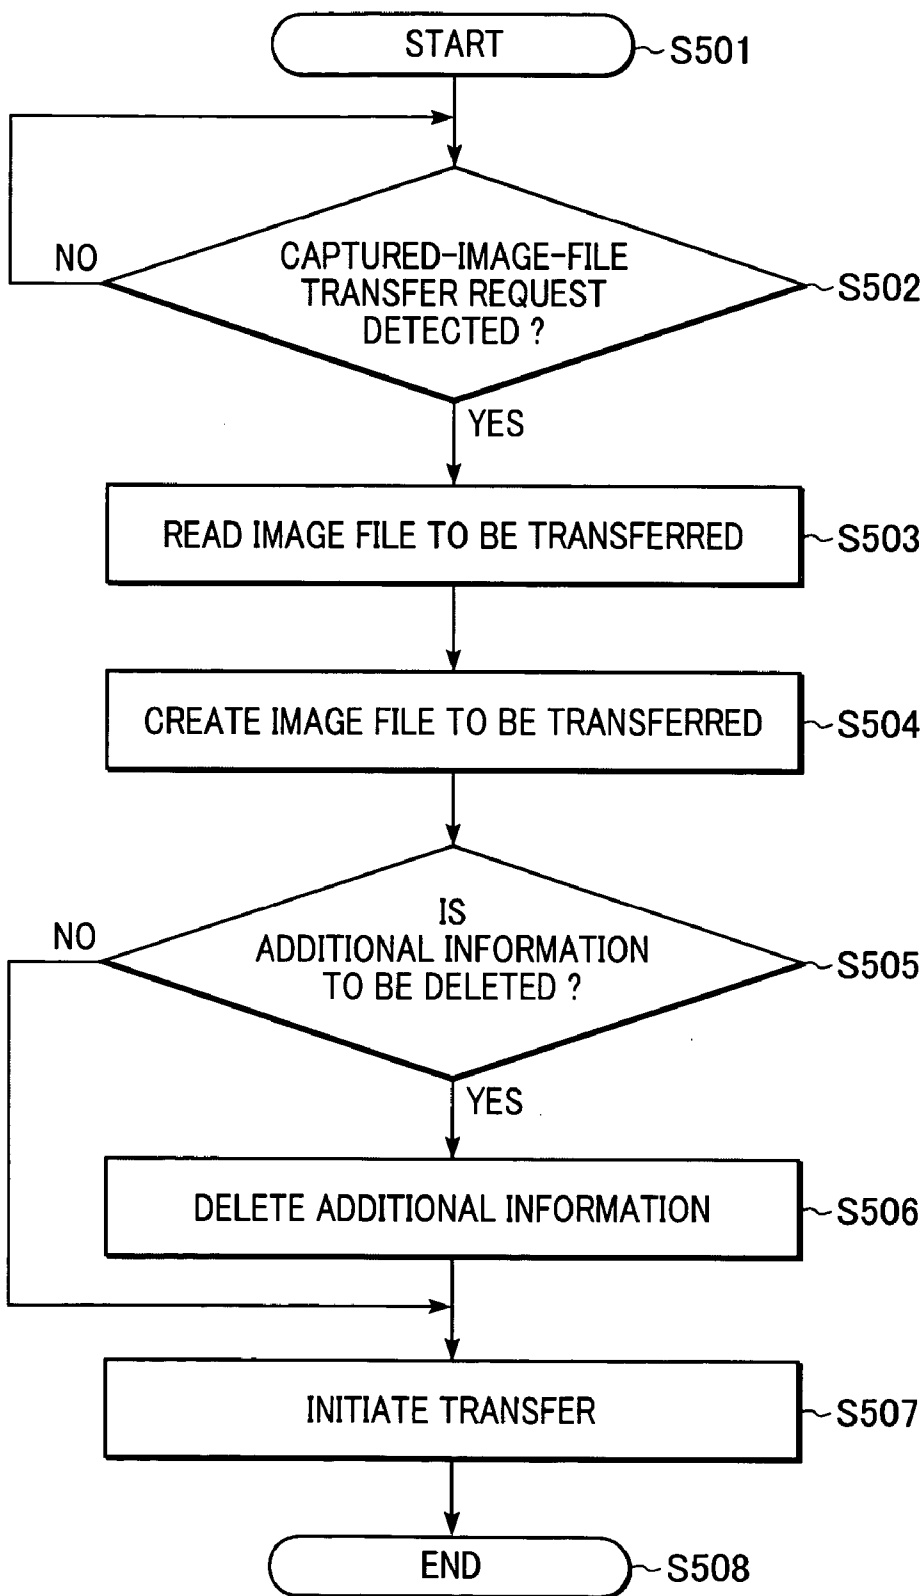 START
S501
NO
CAPTURED-IMAGE-FILE
TRANSFER REQUEST
DETECTED ?
S502
YES
READ IMAGE FILE TO BE TRANSFERRED
S503
CREATE IMAGE FILE TO BE TRANSFERRED
S504
NO
IS
ADDITIONAL INFORMATION
TO BE DELETED ?
S505
YES
DELETE ADDITIONAL INFORMATION
S506
INITIATE TRANSFER
S507
END
S508